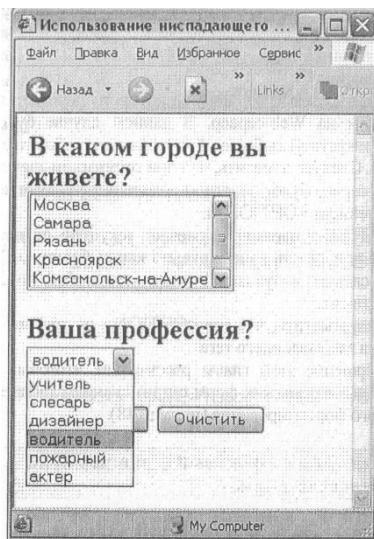 Использование ниспадающего ...
Файл Правка Вид Избранное Сервис »
Назад » Links »
В каком городе вы
живете?
Москва
Самара
Рязань
Красноярск
Комсомольск-на-Амуре
Ваша профессия?
водитель
учитель
слесарь
дизайнер
водитель
пожарный
актер
Очистить
My Computer